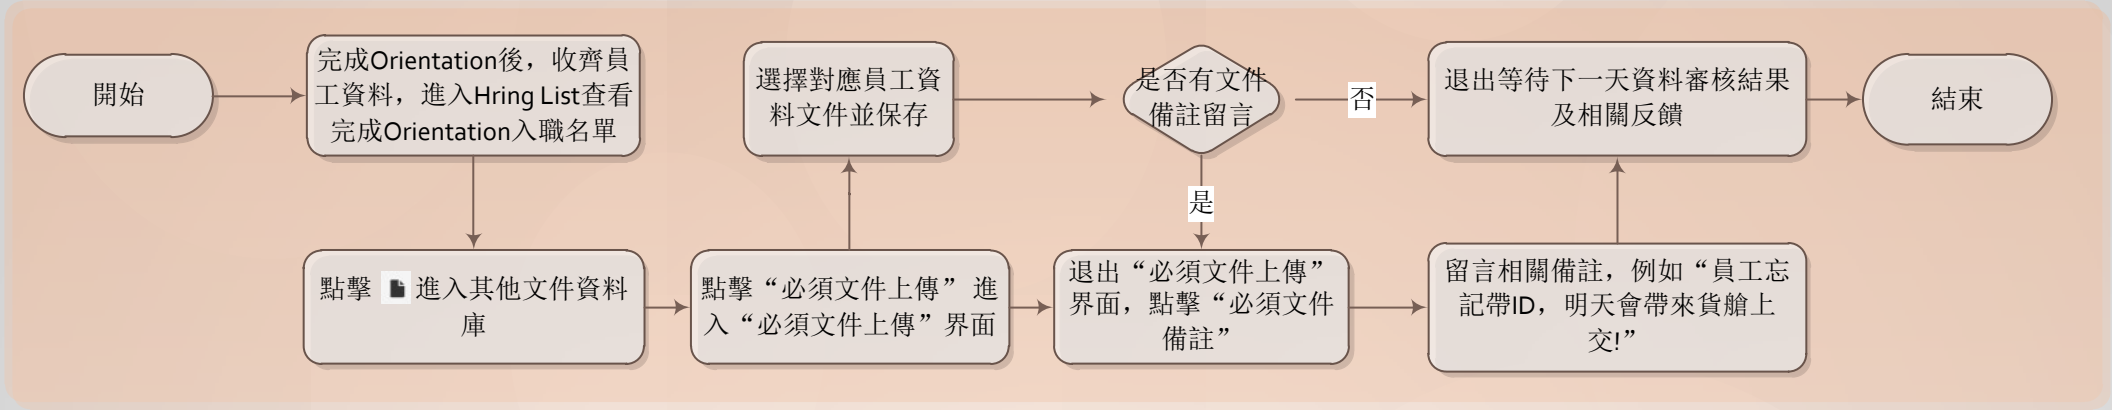 開始
完成Orientation後，收齊員
工資料，進入Hring List查看
完成Orientation入職名單
點擊 進入其他文件資料
庫
點擊“必須文件上傳” 進
入“必須文件上傳”界面
選擇對應員工資
料文件並保存
是否有文件
備註留言
否
是
退出“必須文件上傳”
界面，點擊“必須文件
備註”
留言相關備註，例如“員工忘
記帶ID，明天會帶來貨艙上
交!”
退出等待下一天資料審核結果
及相關反饋
結束